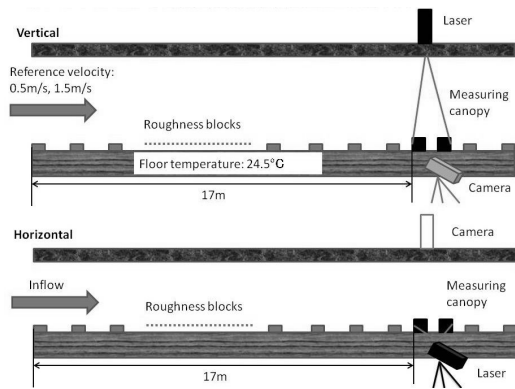 Vertical
Laser
Reference velocity:
0.5m/s, 1.5m/s
Measuring
canopy
Roughness blocks
Floor temperature: 24.5℃
17m
Camera
Horizontal
Camera
Inflow
Measuring
canopy
Roughness blocks
17m
Laser